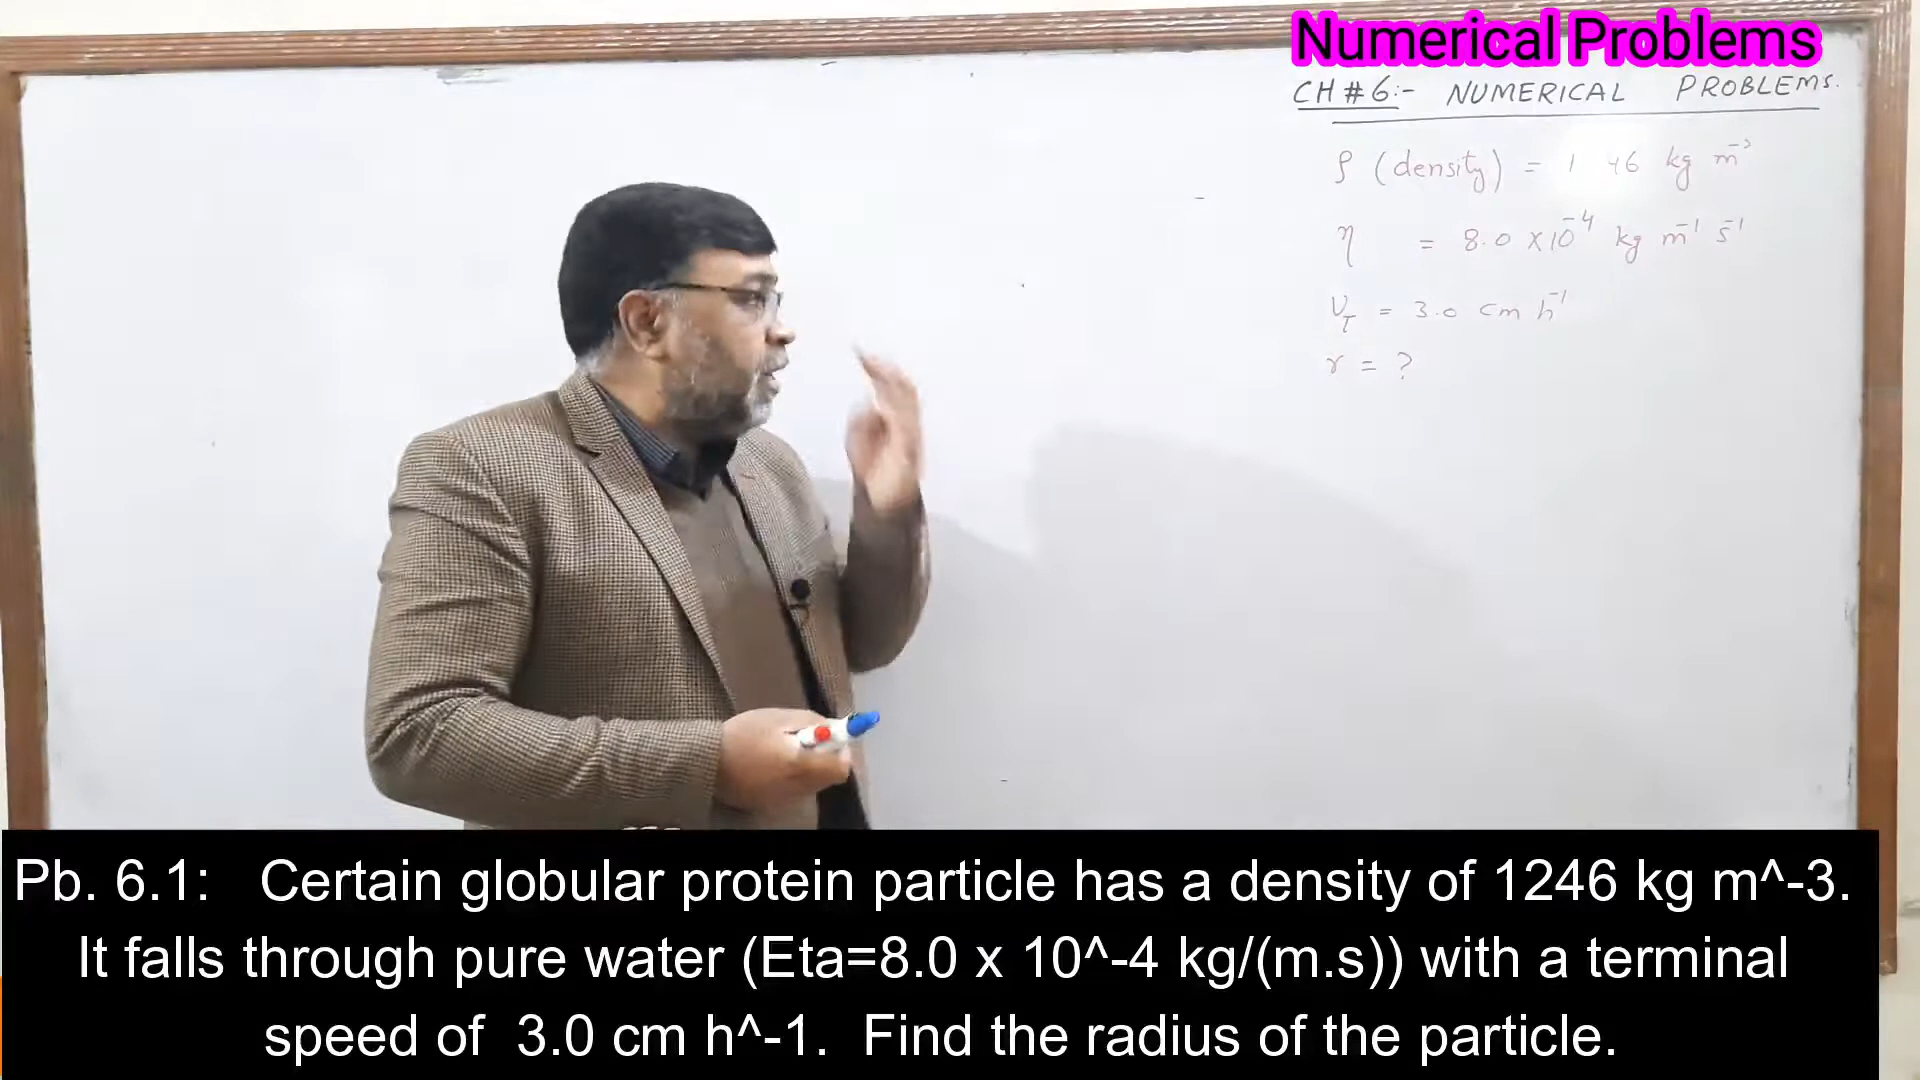 Numerical Problems
CH # 6:- NUMERICAL PROBLEMS.
ρ (density) = 1 46 kg m⁻³
η = 8.0 × 10⁻⁴ kg m⁻¹ s⁻¹
v_T = 3.0 cm h⁻¹
r = ?
Pb. 6.1: Certain globular protein particle has a density of 1246 kg m^-3.
It falls through pure water (Eta=8.0 x 10^-4 kg/(m.s)) with a terminal
speed of 3.0 cm h^-1. Find the radius of the particle.